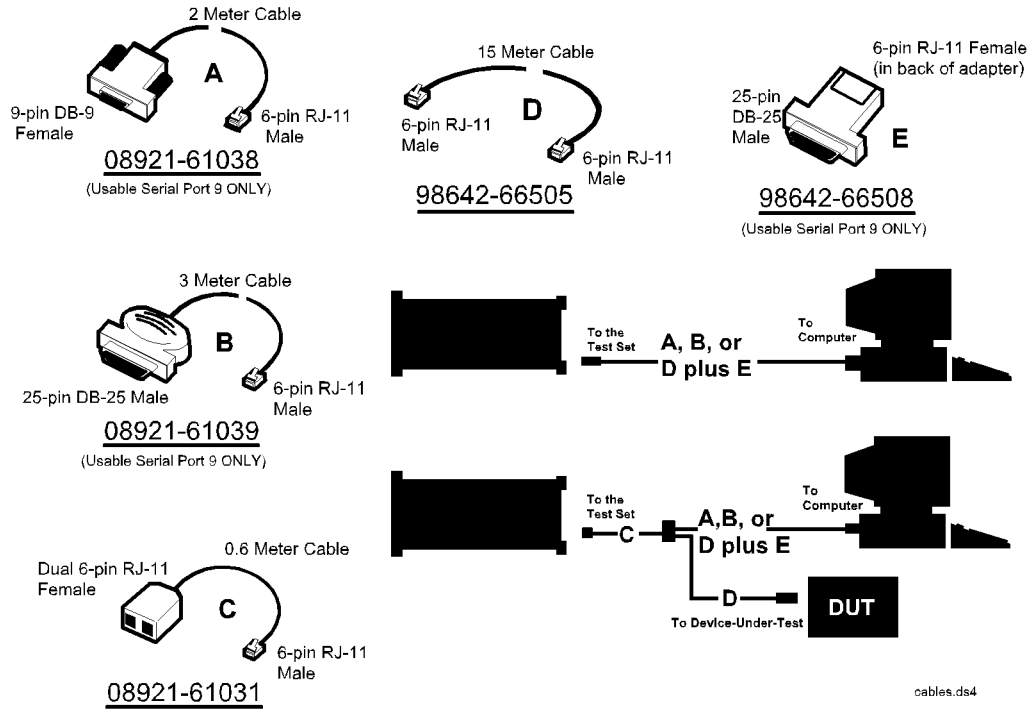 2 Meter Cable
A
9-pin DB-9
Female
6-pin RJ-11
Male
08921-61038
(Usable Serial Port 9 ONLY)
15 Meter Cable
D
6-pin RJ-11
Male
6-pin RJ-11
Male
98642-66505
6-pin RJ-11 Female
(in back of adapter)
25-pin
DB-25
Male
E
98642-66508
(Usable Serial Port 9 ONLY)
3 Meter Cable
B
25-pin DB-25 Male
6-pin RJ-11
Male
08921-61039
(Usable Serial Port 9 ONLY)
To the
Test Set
A, B, or
D plus E
To
Computer
To the
Test Set
C
A,B, or
D plus E
To
Computer
D
To Device-Under-Test
DUT
0.6 Meter Cable
Dual 6-pin RJ-11
Female
C
6-pin RJ-11
Male
08921-61031
cables.ds4